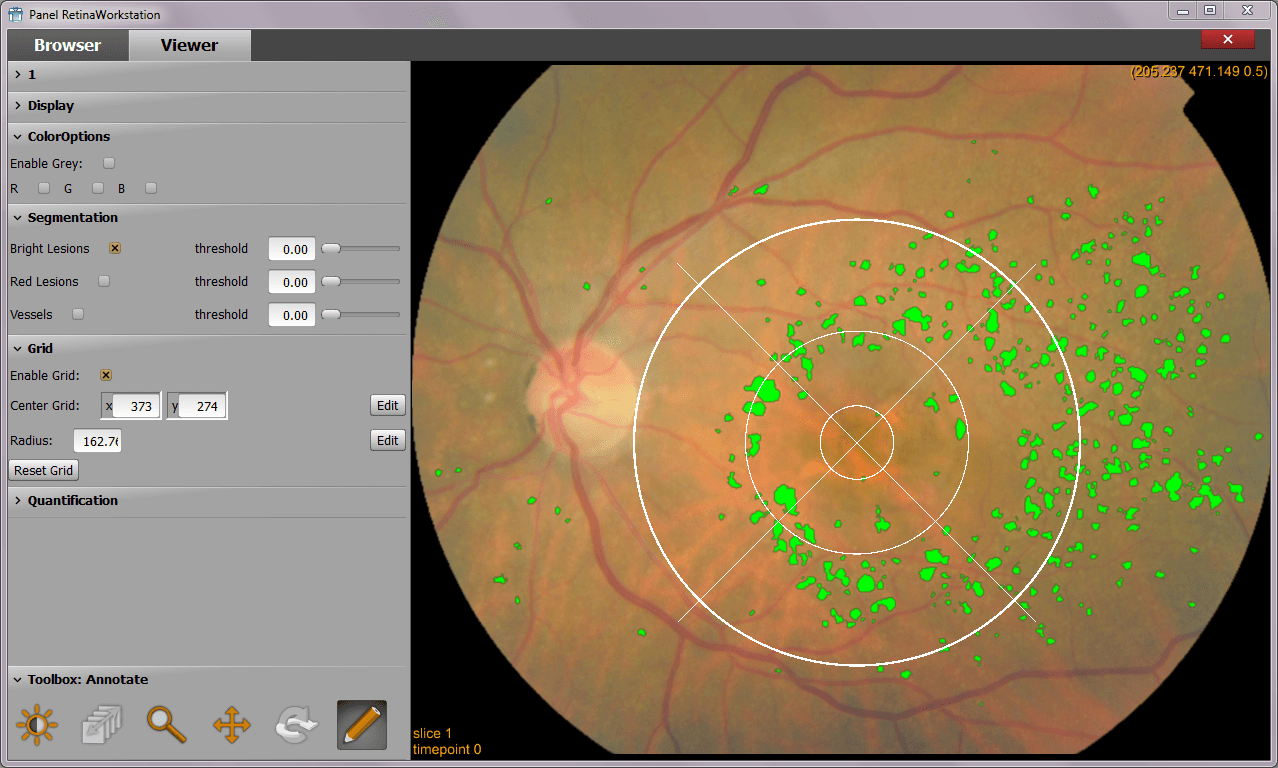 Panel RetinaWorkstation
Browser Viewer
(205.237 471.149 0.5)
1
Display
ColorOptions
Enable Grey:
R G B
Segmentation
Bright Lesions threshold 0.00
Red Lesions threshold 0.00
Vessels threshold 0.00
Grid
Enable Grid:
Center Grid: x 373 y 274 Edit
Radius: 162.76 Edit
Reset Grid
Quantification
Toolbox: Annotate
slice 1
timepoint 0